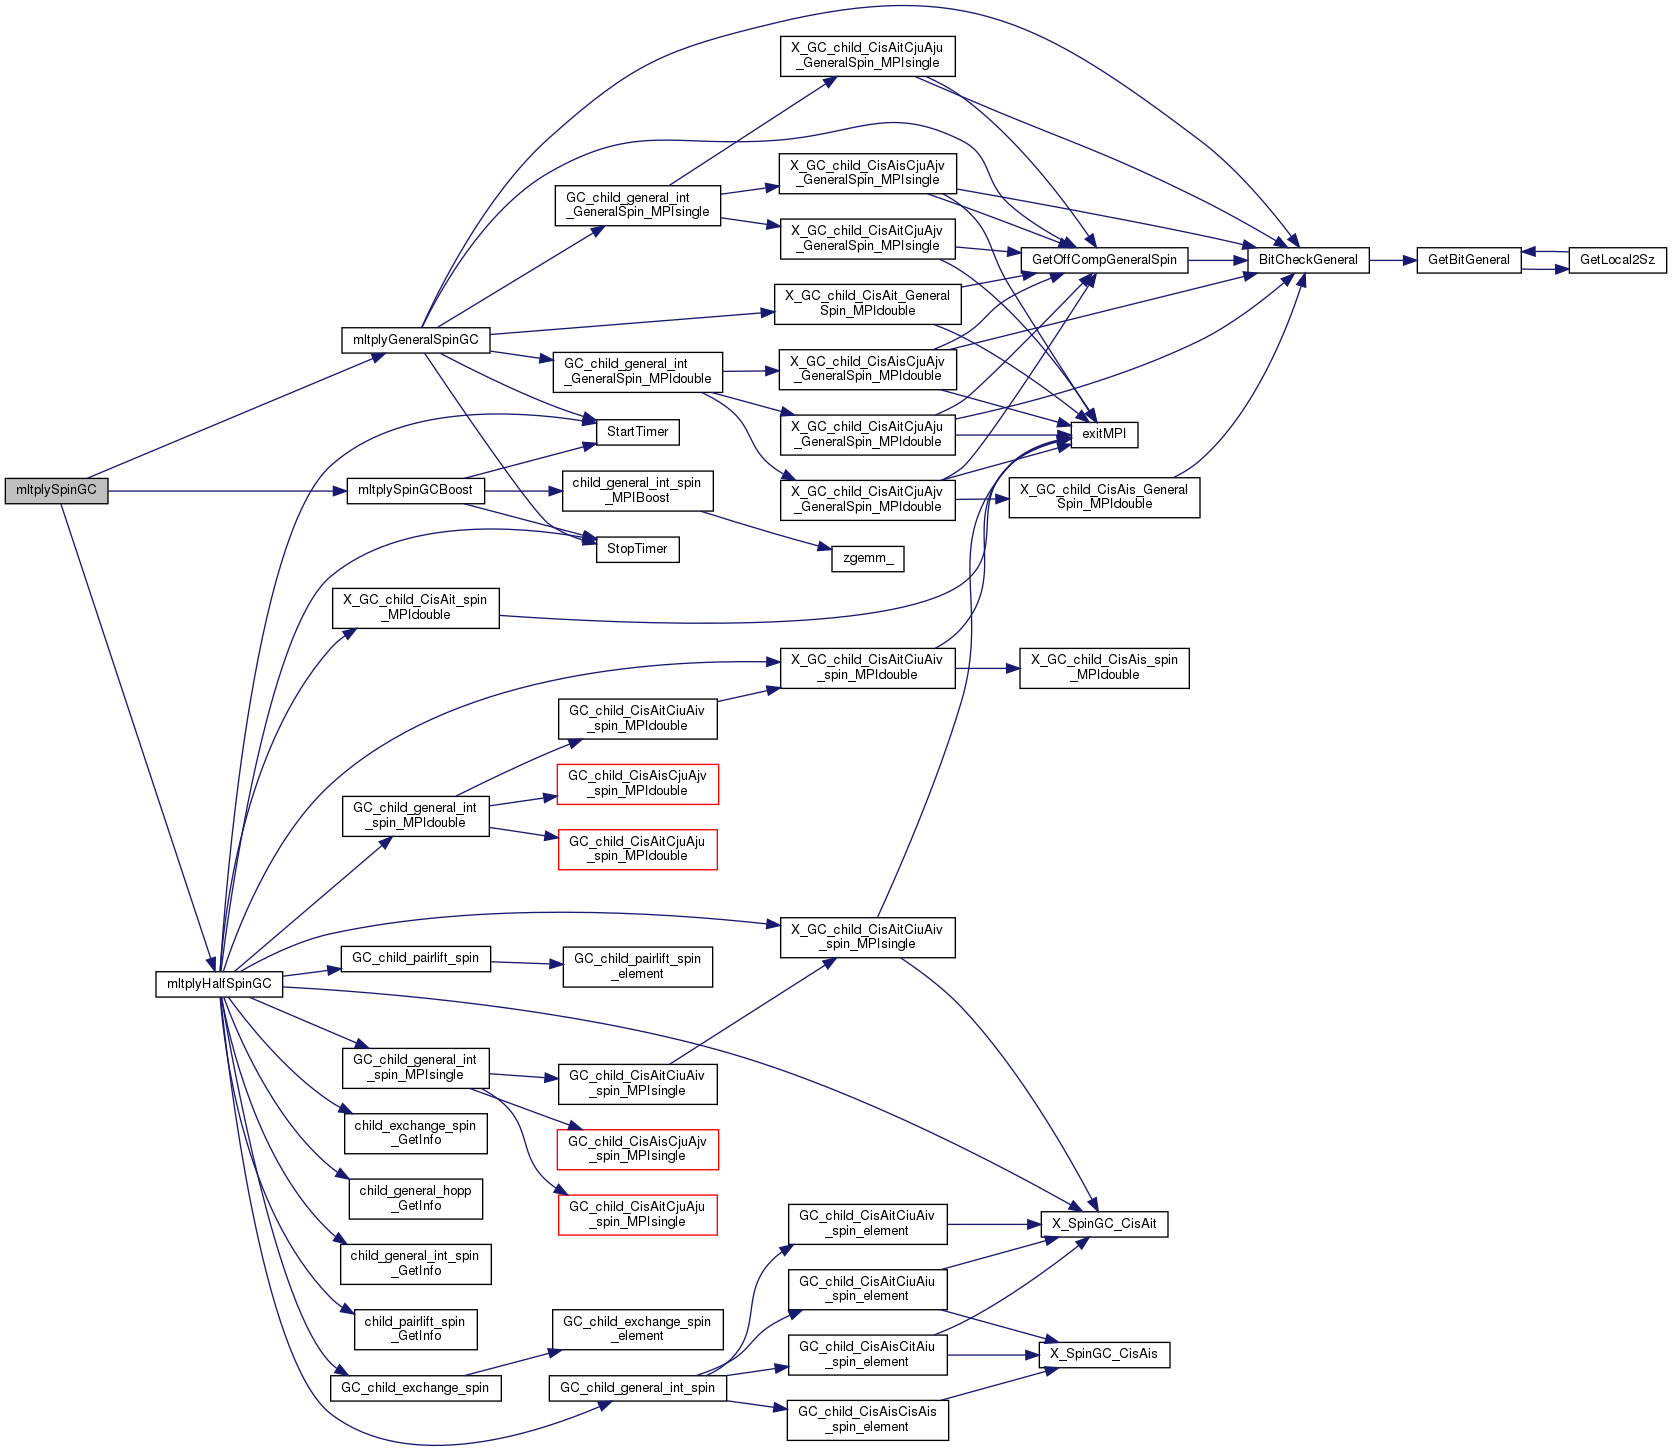 mltplySpinGC
mltplyGeneralSpinGC
mltplySpinGCBoost
X_GC_child_CisAit_spin
_MPIdouble
GC_child_general_int
_spin_MPIdouble
mltplyHalfSpinGC
GC_child_pairlift_spin
GC_child_general_int
_spin_MPIsingle
child_exchange_spin
_GetInfo
child_general_hopp
_GetInfo
child_general_int_spin
_GetInfo
child_pairlift_spin
_GetInfo
GC_child_exchange_spin
GC_child_general_int
_GeneralSpin_MPIsingle
GC_child_general_int
_GeneralSpin_MPIdouble
StartTimer
child_general_int_spin
_MPIBoost
StopTimer
GC_child_CisAitCiuAiv
_spin_MPIdouble
GC_child_CisAisCjuAjv
_spin_MPIdouble
GC_child_CisAitCjuAju
_spin_MPIdouble
GC_child_pairlift_spin
_element
GC_child_CisAitCiuAiv
_spin_MPIsingle
GC_child_CisAisCjuAjv
_spin_MPIsingle
GC_child_CisAitCjuAju
_spin_MPIsingle
GC_child_exchange_spin
_element
GC_child_general_int_spin
X_GC_child_CisAitCjuAju
_GeneralSpin_MPIsingle
X_GC_child_CisAisCjuAjv
_GeneralSpin_MPIsingle
X_GC_child_CisAitCjuAjv
_GeneralSpin_MPIsingle
X_GC_child_CisAit_General
Spin_MPIdouble
X_GC_child_CisAisCjuAjv
_GeneralSpin_MPIdouble
X_GC_child_CisAitCjuAju
_GeneralSpin_MPIdouble
X_GC_child_CisAitCjuAjv
_GeneralSpin_MPIdouble
zgemm_
X_GC_child_CisAitCiuAiv
_spin_MPIdouble
X_GC_child_CisAitCiuAiv
_spin_MPIsingle
GC_child_CisAitCiuAiv
_spin_element
GC_child_CisAitCiuAiu
_spin_element
GC_child_CisAisCitAiu
_spin_element
GC_child_CisAisCisAis
_spin_element
GetOffCompGeneralSpin
exitMPI
X_GC_child_CisAis_General
Spin_MPIdouble
X_GC_child_CisAis_spin
_MPIdouble
X_SpinGC_CisAit
X_SpinGC_CisAis
BitCheckGeneral
GetBitGeneral
GetLocal2Sz